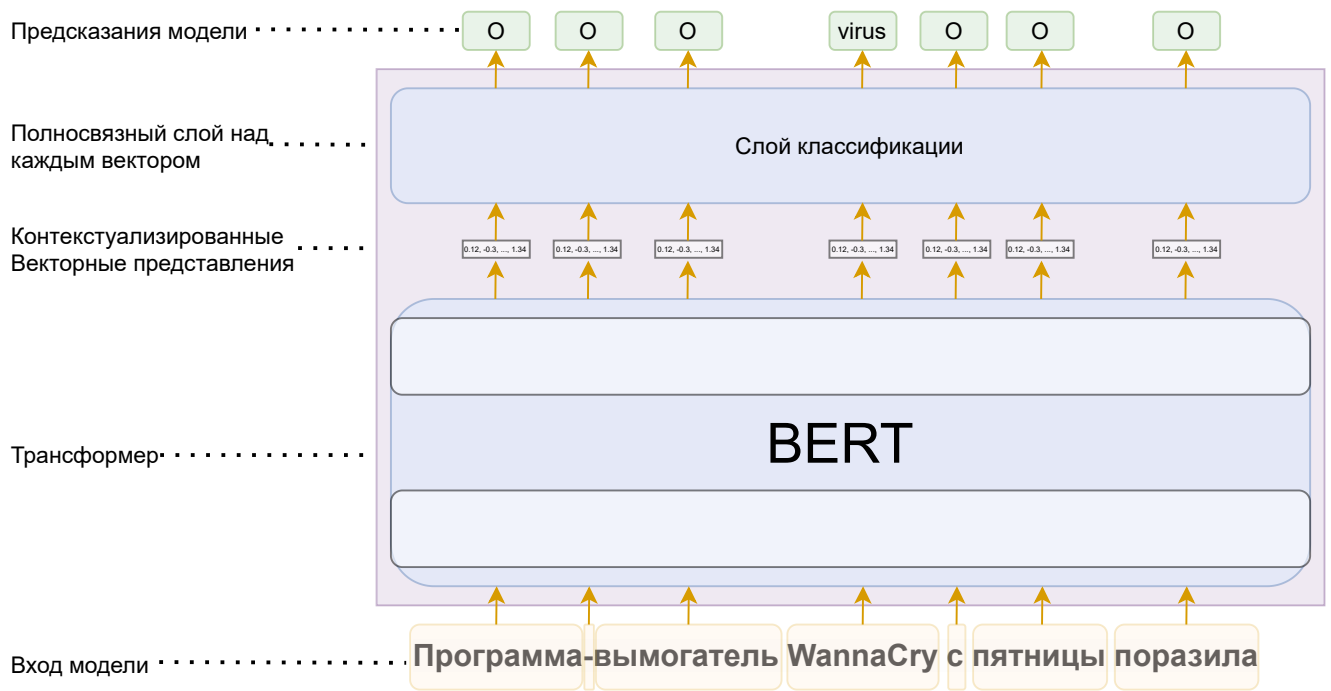 Предсказания модели
O O O virus O O O
Полносвязный слой над
каждым вектором
Слой классификации
Контекстуализированные
Векторные представления
0.12, -0.3, ..., 1.34 0.12, -0.3, ..., 1.34 0.12, -0.3, ..., 1.34 0.12, -0.3, ..., 1.34 0.12, -0.3, ..., 1.34 0.12, -0.3, ..., 1.34 0.12, -0.3, ..., 1.34
Трансформер
BERT
Вход модели
Программа-вымогатель WannaCry с пятницы поразила